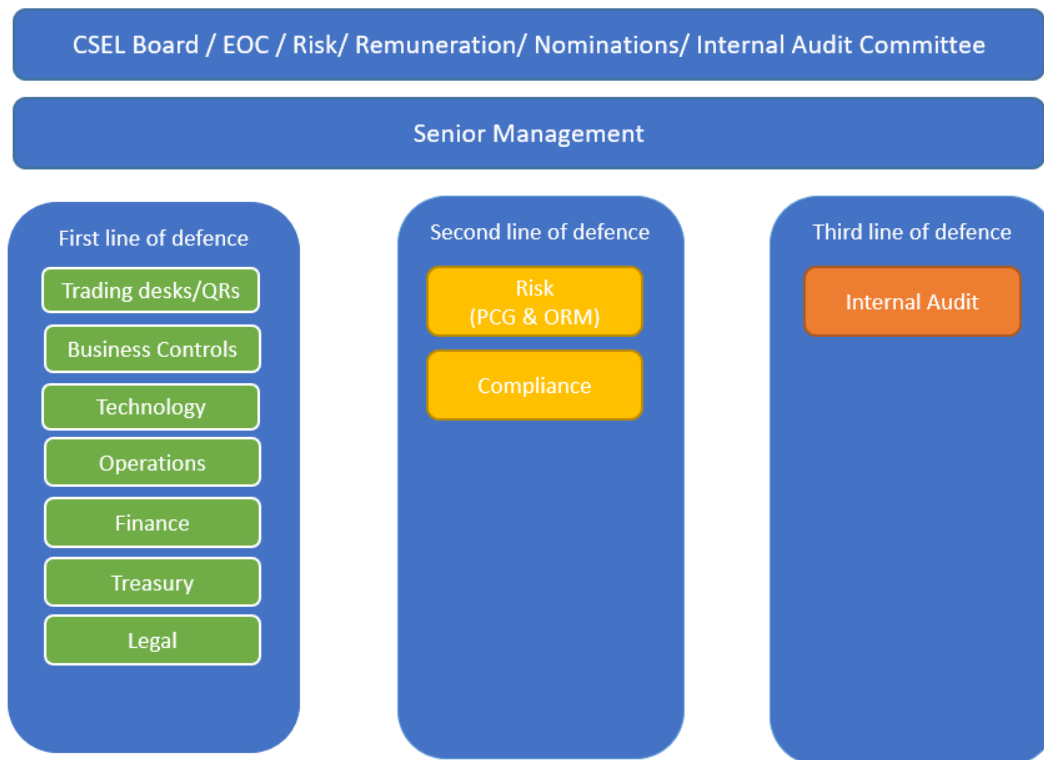 CSEL Board / EOC / Risk/ Remuneration/ Nominations/ Internal Audit Committee
Senior Management
First line of defence
Trading desks/QRs
Business Controls
Technology
Operations
Finance
Treasury
Legal
Second line of defence
Risk
(PCG & ORM)
Compliance
Third line of defence
Internal Audit